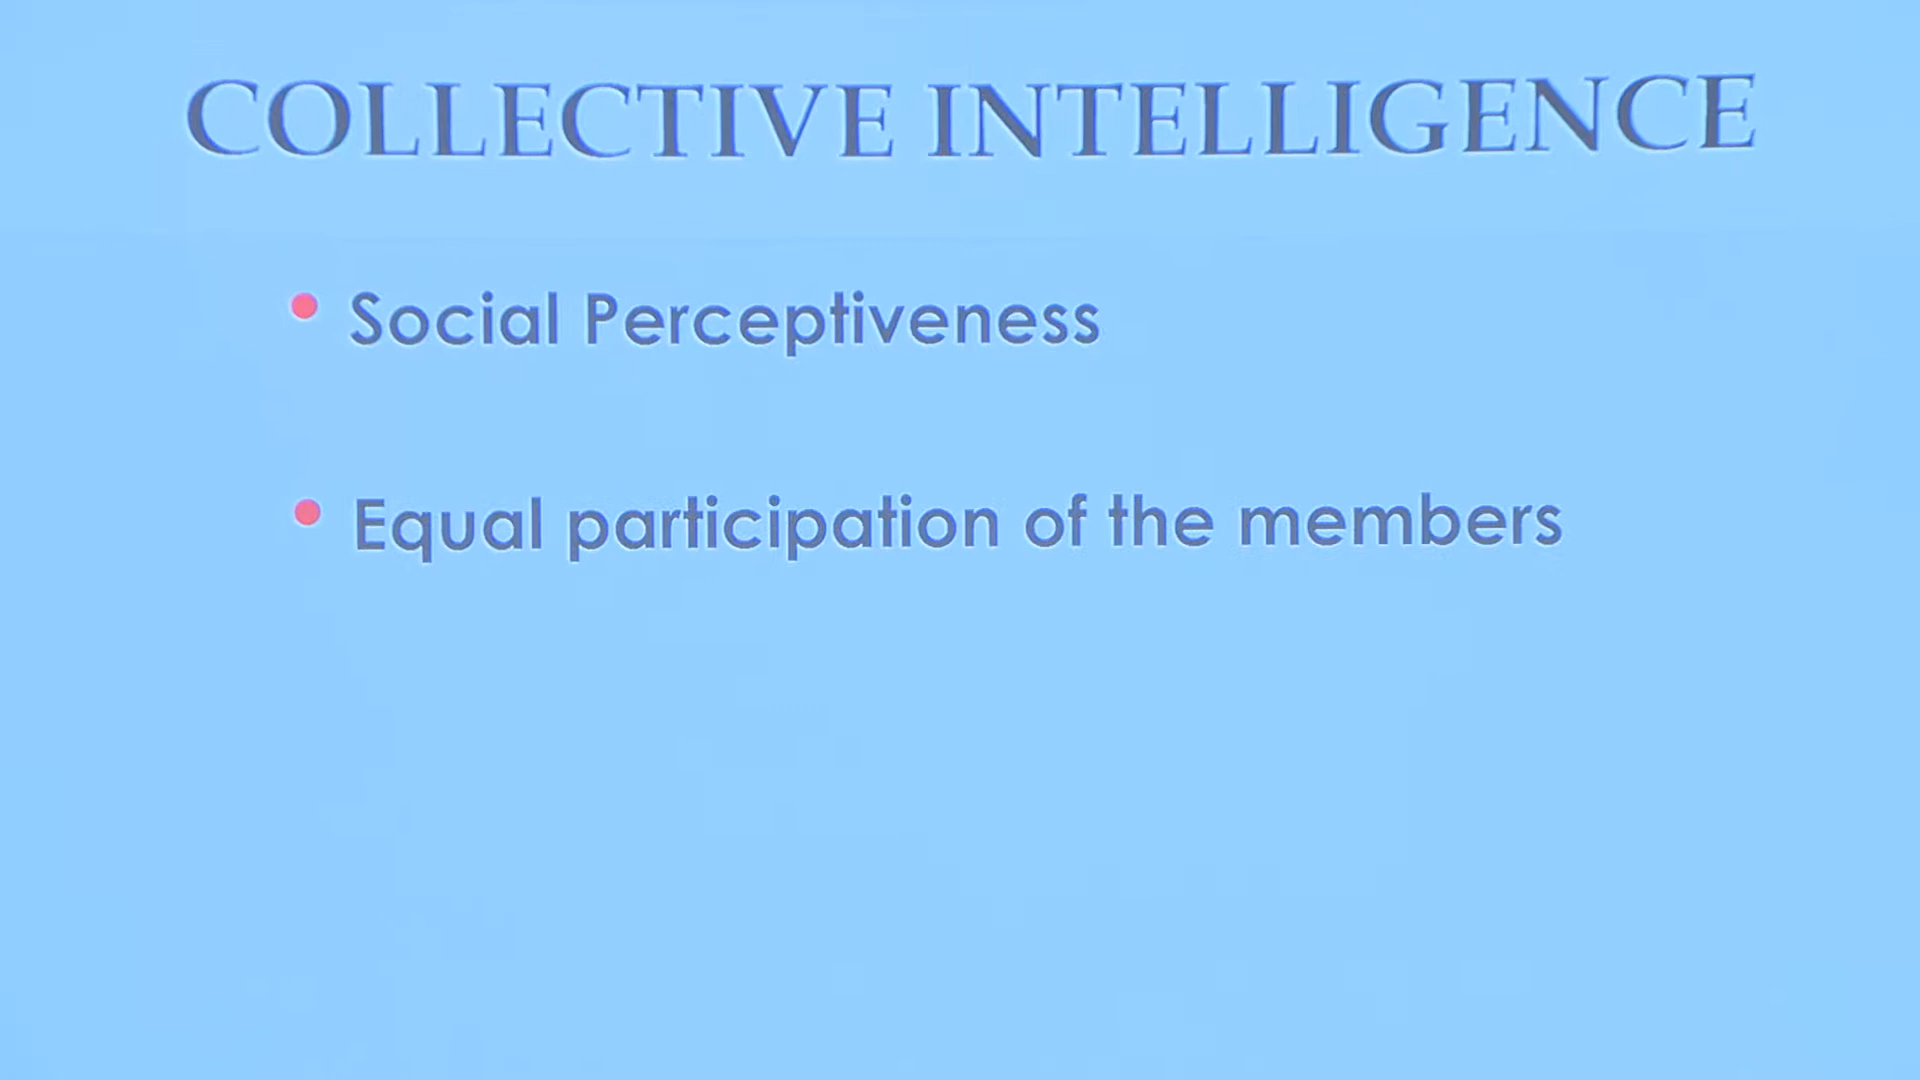 COLLECTIVE INTELLIGENCE
• Social Perceptiveness
• Equal participation of the members